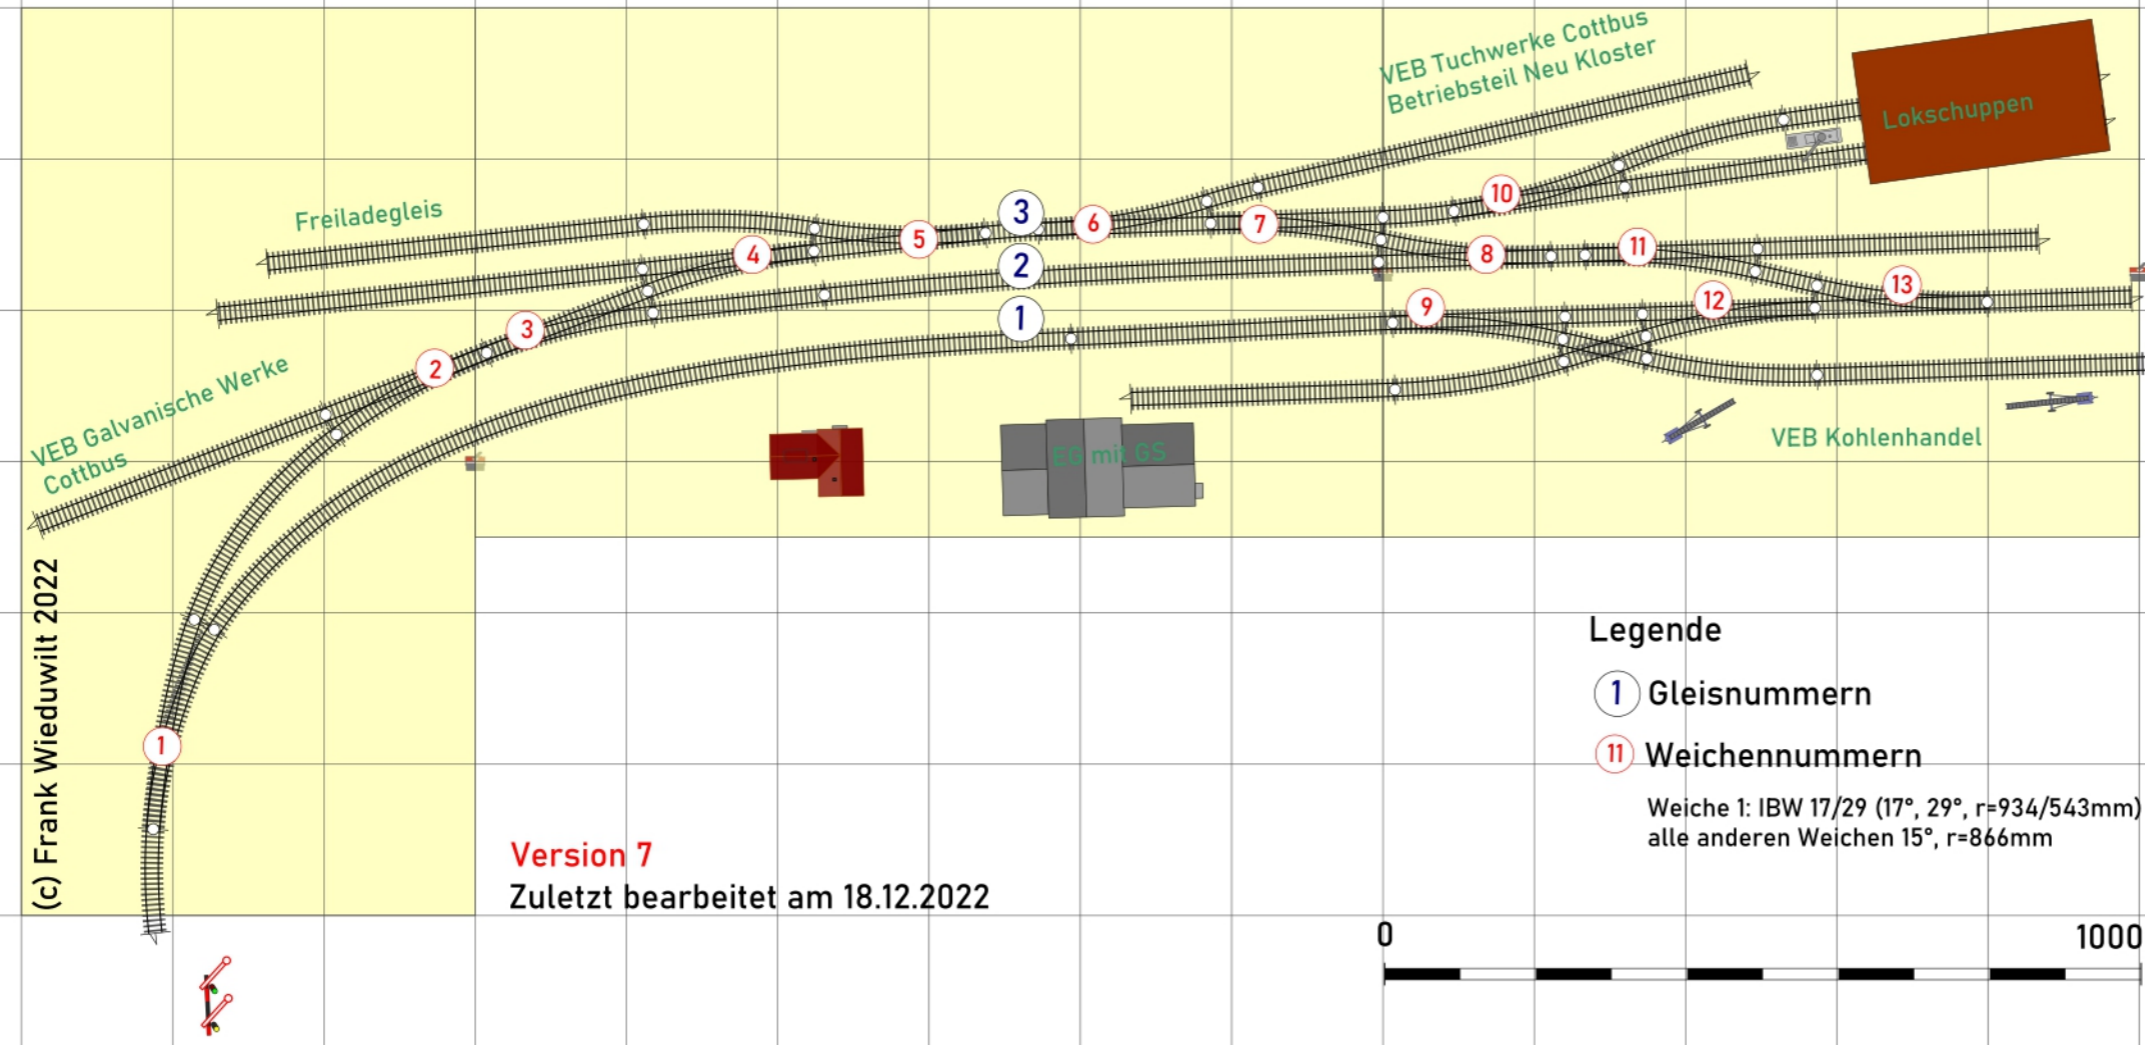 VEB Tuchwerke Cottbus
Betriebsteil Neu Kloster
Lokschuppen
Freiladegleis
3
10
6
7
5
4
8
11
2
13
12
9
1
3
2
VEB Galvanische Werke
Cottbus
EG mit GS
VEB Kohlenhandel
1
(c) Frank Wieduwilt 2022
Legende
1 Gleisnummern
11 Weichennummern
Weiche 1: IBW 17/29 (17°, 29°, r=934/543mm)
alle anderen Weichen 15°, r=866mm
Version 7
Zuletzt bearbeitet am 18.12.2022
0
1000